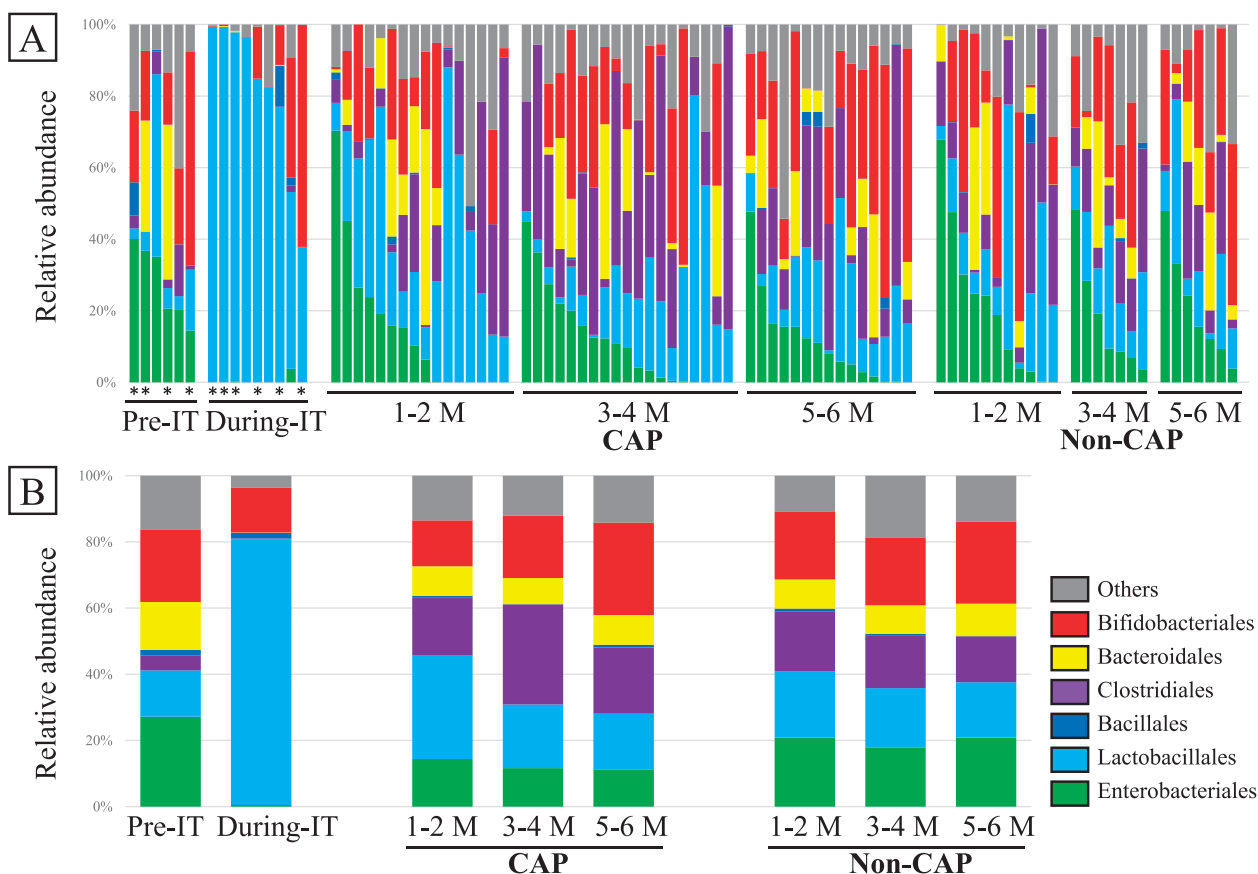 A
Relative abundance
100%
80%
60%
40%
20%
0%
** * * *** * * *
Pre-IT During-IT 1-2 M 3-4 M 5-6 M 1-2 M 3-4 M 5-6 M
CAP Non-CAP
B
Relative abundance
100%
80%
60%
40%
20%
0%
Pre-IT During-IT 1-2 M 3-4 M 5-6 M 1-2 M 3-4 M 5-6 M
CAP Non-CAP
Others
Bifidobacteriales
Bacteroidales
Clostridiales
Bacillales
Lactobacillales
Enterobacteriales